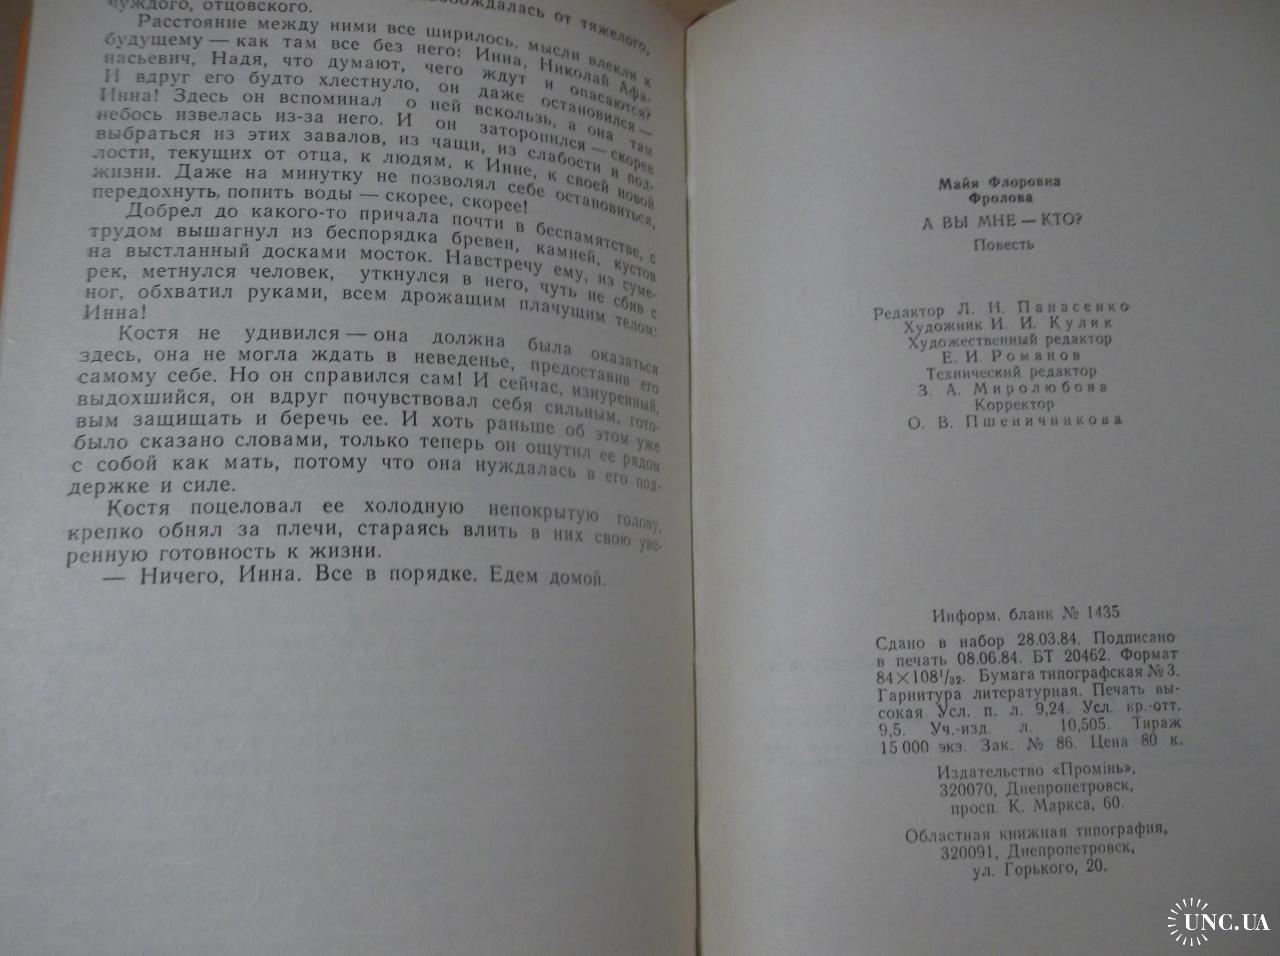 чуждого, отцовского.
Расстояние между ними все ширилось, мысли влекли к
будущему — как там все без него: Инна, Николай Афа-
насьевич, Надя, что думают, чего ждут и опасаются?
И вдруг его будто хлестнуло, он даже остановился —
Инна! Здесь он вспоминал о ней вскользь, а она там
небось извелась из-за него. И он заторопился — скорее
выбраться из этих завалов, из чащи, из слабости и под-
лости, текущих от отца, к людям, к Инне, к своей новой
жизни. Даже на минутку не позволял себе остановиться,
передохнуть, попить воды — скорее, скорее!
Добрел до какого-то причала почти в беспамятстве, с
трудом вышагнул из беспорядка бревен, камней, кустов
на выстланный досками мосток. Навстречу ему, из суме-
рек, метнулся человек, уткнулся в него, чуть не сбив с
ног, обхватил руками, всем дрожащим плачущим телом:
Инна!
Костя не удивился — она должна была оказаться
здесь, она не могла ждать в неведенье, предоставив его
самому себе. Но он справился сам! И сейчас, изнуренный,
выдохшийся, он вдруг почувствовал себя сильным, гото-
вым защищать и беречь ее. И хоть раньше об этом уже
было сказано словами, только теперь он ощутил ее рядом
с собой как мать, потому что она нуждалась в его под-
держке и силе.
Костя поцеловал ее холодную непокрытую голову,
крепко обнял за плечи, стараясь влить в них свою уве-
ренную готовность к жизни.
— Ничего, Инна. Все в порядке. Едем домой.
Майя Флоровна
Фролова
А ВЫ МНЕ — КТО?
Повесть
Редактор Л. Н. Панасенко
Художник И. И. Кулик
Художественный редактор
Е. И. Романов
Технический редактор
З. А. Миролюбова
Корректор
О. В. Пшеничникова
Информ. бланк № 1435
Сдано в набор 28.03.84. Подписано
в печать 08.06.84. БТ 20462. Формат
84×108¹/₃₂. Бумага типографская № 3.
Гарнитура литературная. Печать вы-
сокая Усл. п. л. 9,24. Усл. кр.-отт.
9,5. Уч.-изд. л. 10,505. Тираж
15 000 экз. Зак. № 86. Цена 80 к.
Издательство «Промінь»,
320070, Днепропетровск,
просп. К. Маркса, 60.
Областная книжная типография,
320091, Днепропетровск,
ул. Горького, 20.
UNC.UA